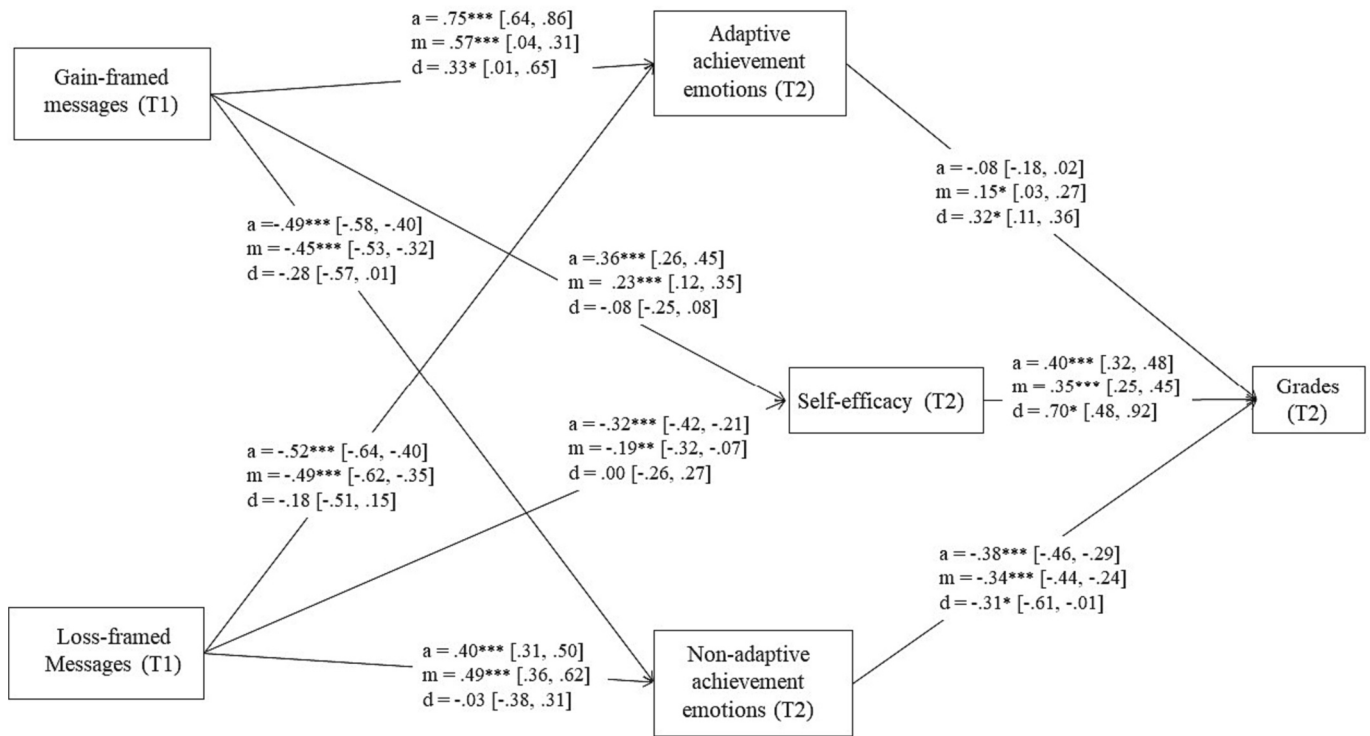 Gain-framed
messages (T1)
a = .75*** [.64, .86]
m = .57*** [.04, .31]
d = .33* [.01, .65]
Adaptive
achievement
emotions (T2)
a = -.08 [-.18, .02]
m = .15* [.03, .27]
d = .32* [.11, .36]
a =-.49*** [-.58, -.40]
m = -.45*** [-.53, -.32]
d = -.28 [-.57, .01]
a =.36*** [.26, .45]
m = .23*** [.12, .35]
d = -.08 [-.25, .08]
Self-efficacy (T2)
a = .40*** [.32, .48]
m = .35*** [.25, .45]
d = .70* [.48, .92]
Grades
(T2)
a = -.52*** [-.64, -.40]
m = -.49*** [-.62, -.35]
d = -.18 [-.51, .15]
a = -.32*** [-.42, -.21]
m = -.19** [-.32, -.07]
d = .00 [-.26, .27]
a = -.38*** [-.46, -.29]
m = -.34*** [-.44, -.24]
d = -.31* [-.61, -.01]
Loss-framed
Messages (T1)
a = .40*** [.31, .50]
m = .49*** [.36, .62]
d = -.03 [-.38, .31]
Non-adaptive
achievement
emotions (T2)